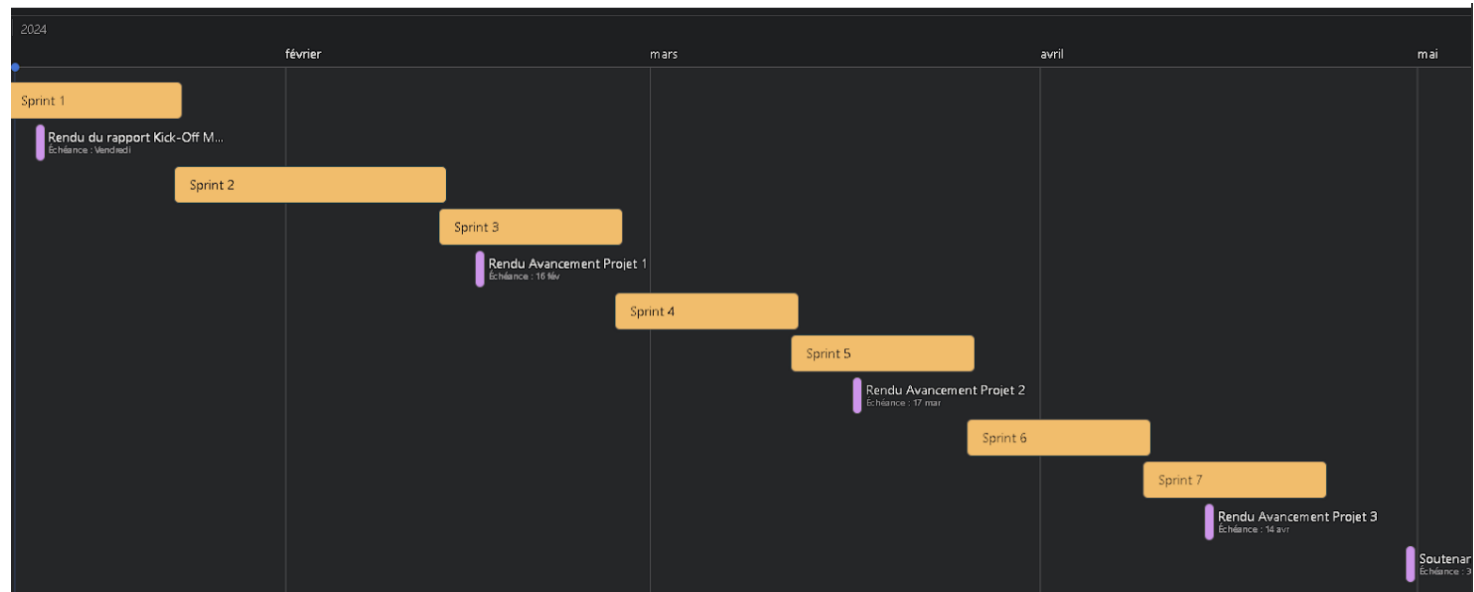 2024
février mars avril mai
Sprint 1
Rendu du rapport Kick-Off M...
Échéance : Vendredi
Sprint 2
Sprint 3
Rendu Avancement Projet 1
Échéance : 16 fév
Sprint 4
Sprint 5
Rendu Avancement Projet 2
Échéance : 17 mar
Sprint 6
Sprint 7
Rendu Avancement Projet 3
Échéance : 14 avr
Soutenar
Échéance : 3